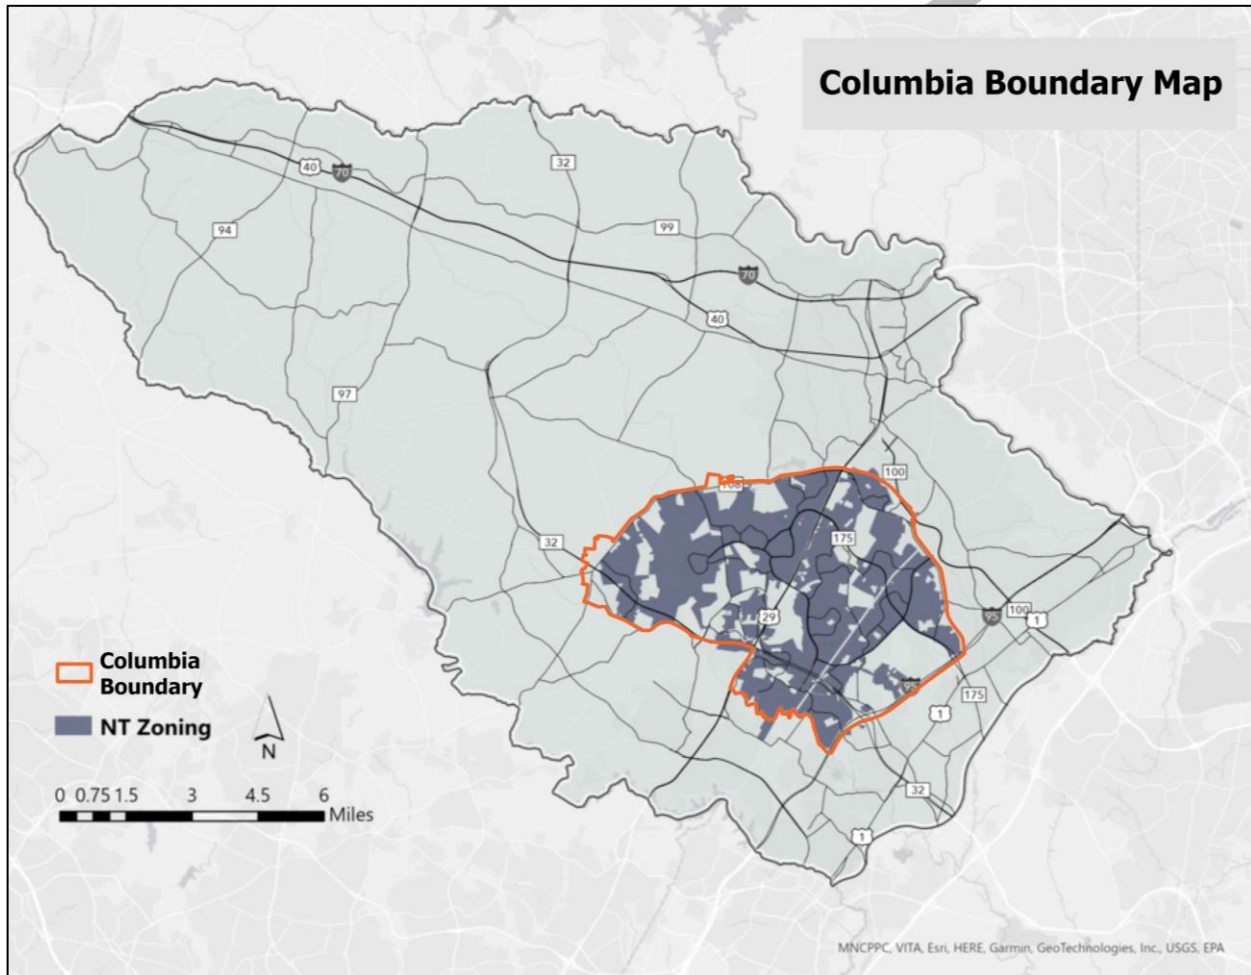 Columbia Boundary Map
40
70
32
94
99
70
40
97
108
100
32
175
29
95
100
1
95
175
1
32
1
Columbia
Boundary
NT Zoning
N
0 0.75 1.5 3 4.5 6
Miles
MNCPPC, VITA, Esri, HERE, Garmin, GeoTechnologies, Inc., USGS, EPA